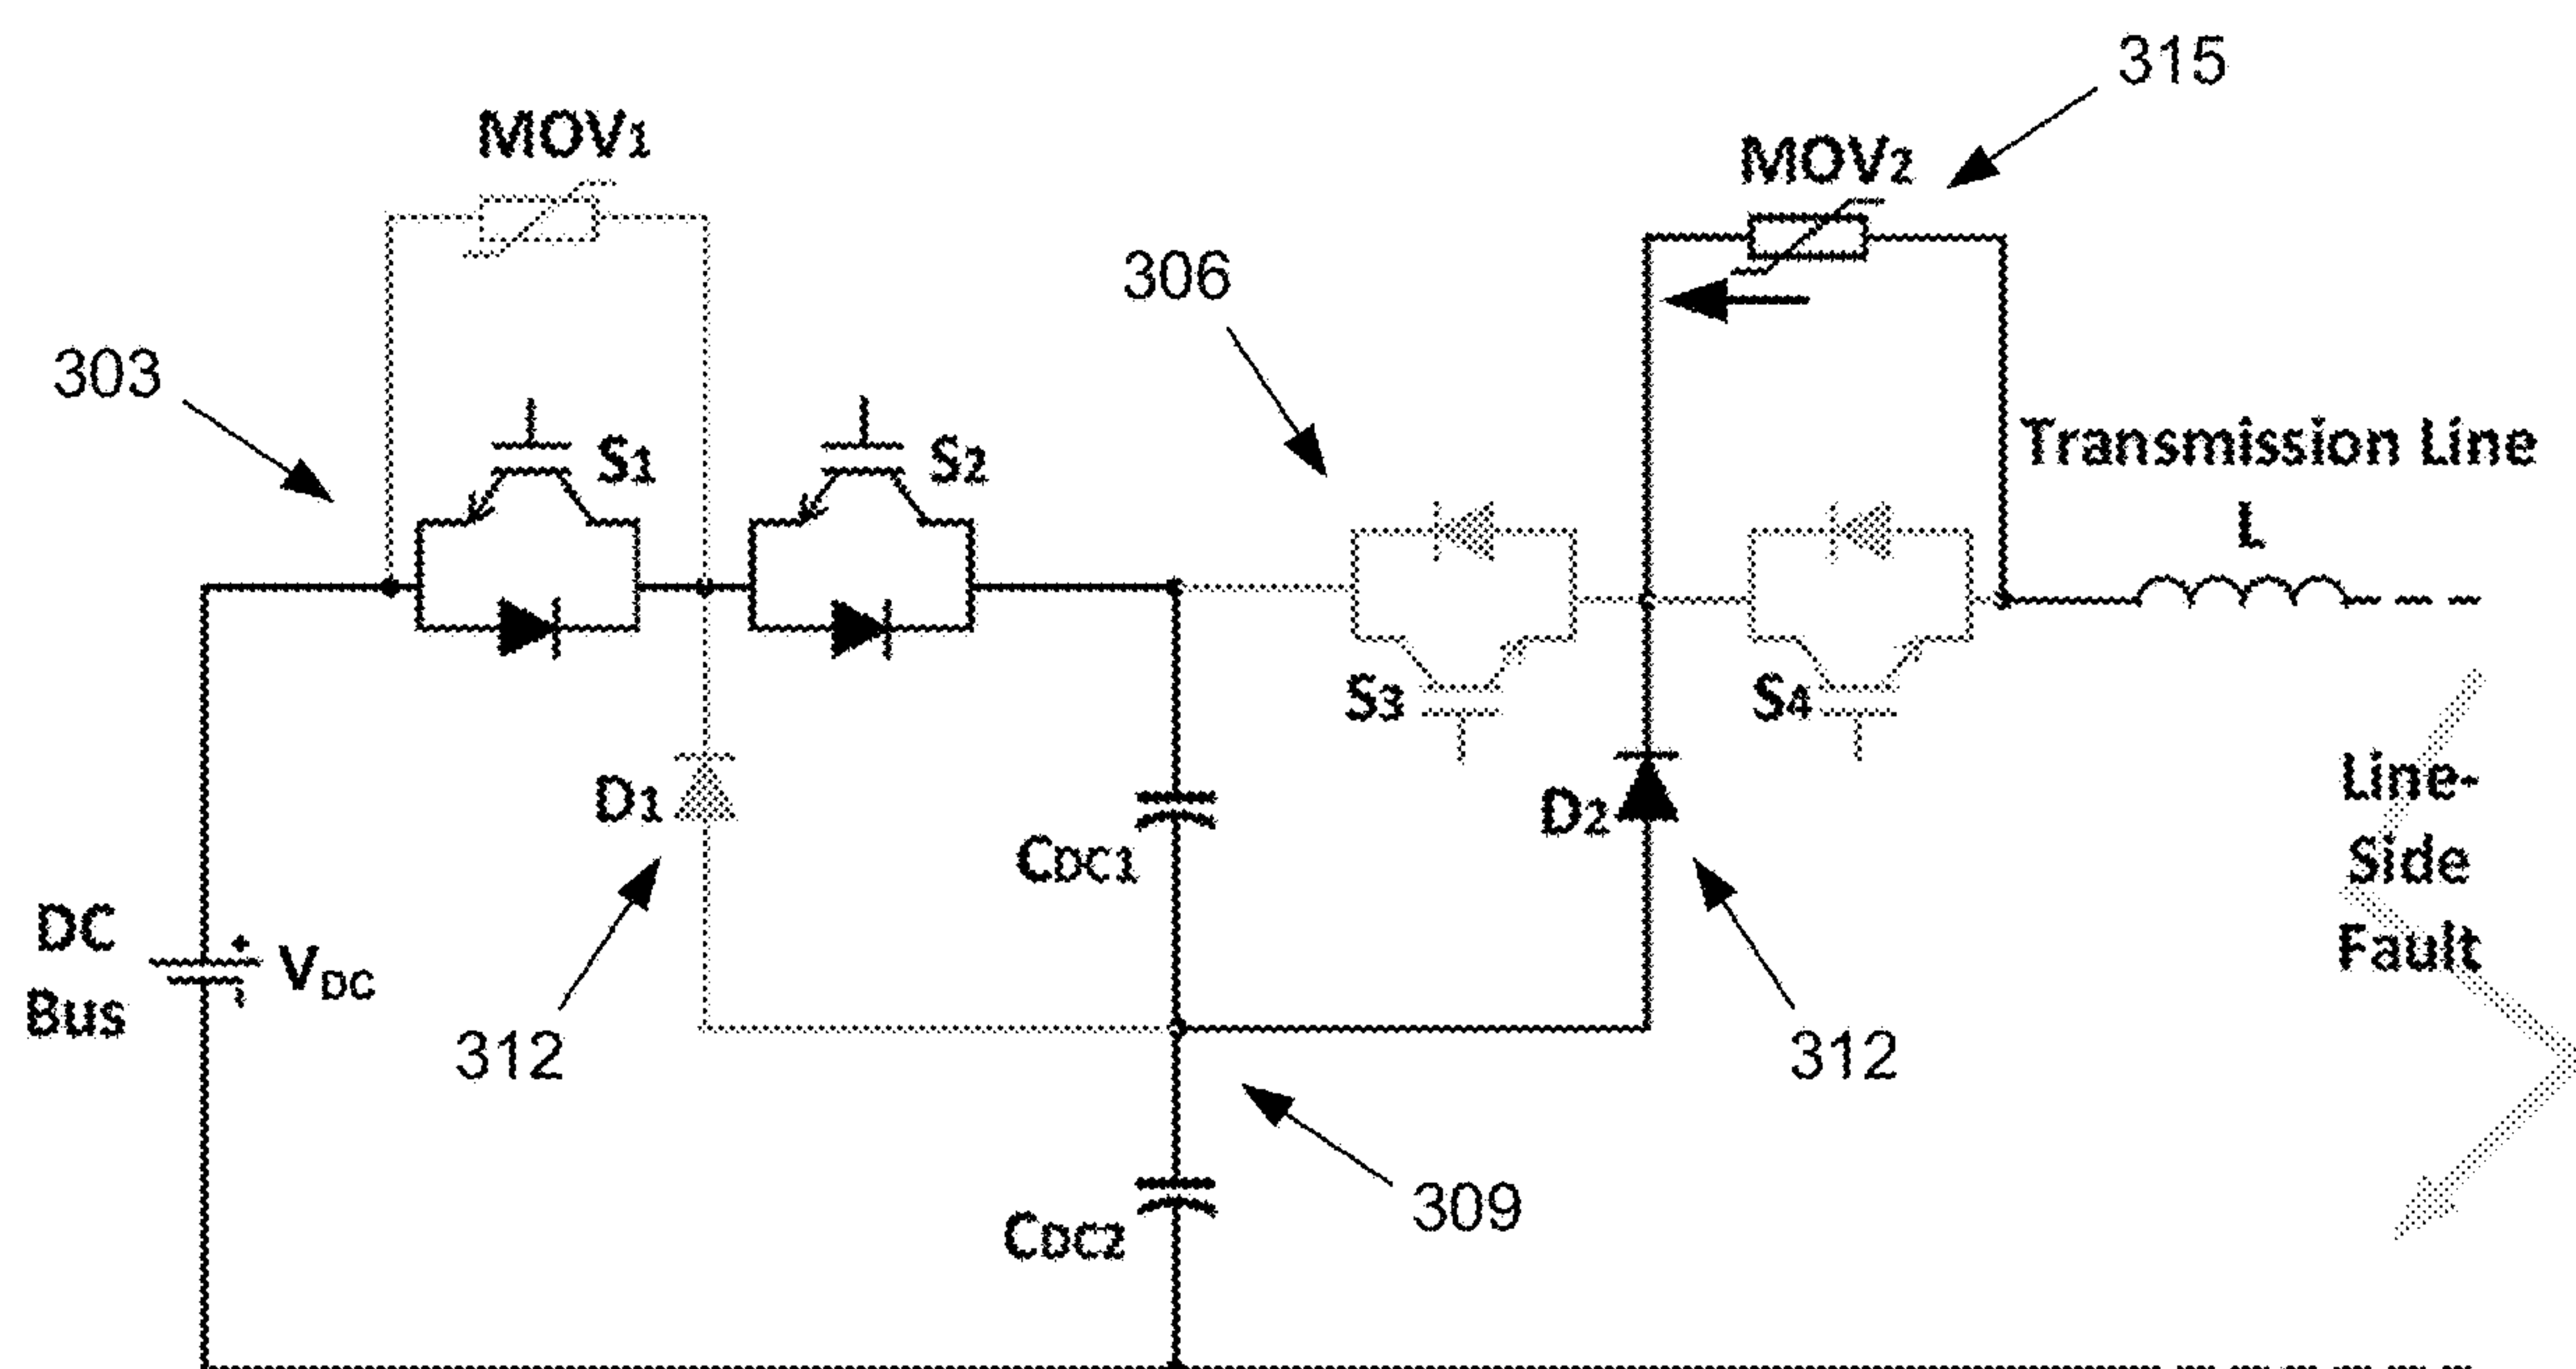 315
MOV1
MOV2
306
303
S1
S2
Transmission Line
L
S3
S4
Line-
Side
Fault
D1
D2
CDC1
DC
Bus
VDC
312
312
309
CDC2